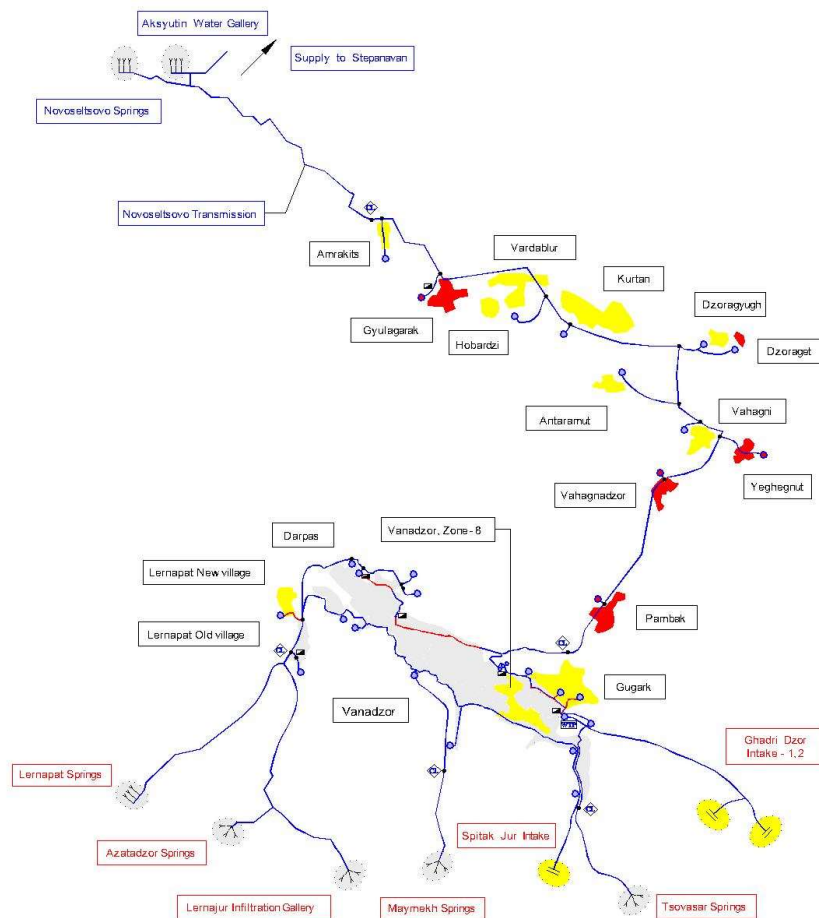 Aksyutin Water Gallery
Supply to Stepanavan
Novoseltsovo Springs
Novoseltsovo Transmission
Amrakits
Vardablur
Kurtan
Dzoragyugh
Gyulagarak
Hobardzi
Dzoraget
Antaramut
Vahagni
Vahagnadzor
Yeghegnut
Darpas
Vanadzor, Zone-6
Lernapat New village
Lernapat Old village
Pambak
Gugark
Vanadzor
Ghadri Dzor
Intake - 1,2
Lernapat Springs
Spitak Jur Intake
Azatadzor Springs
Lernajur Infiltration Gallery
Maymekh Springs
Tsovasar Springs